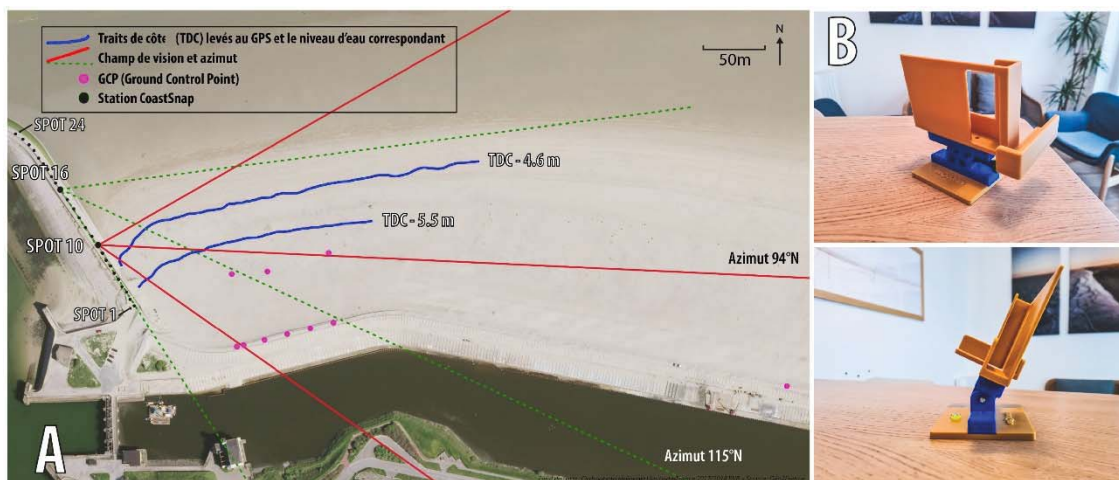 Traits de côte (TDC) levés au GPS et le niveau d'eau correspondant
Champ de vision et azimut
GCP (Ground Control Point)
Station CoastSnap
50m
N
SPOT 24
SPOT 16
SPOT 10
SPOT 1
TDC - 4.6 m
TDC - 5.5 m
Azimut 94°N
Azimut 115°N
A
B